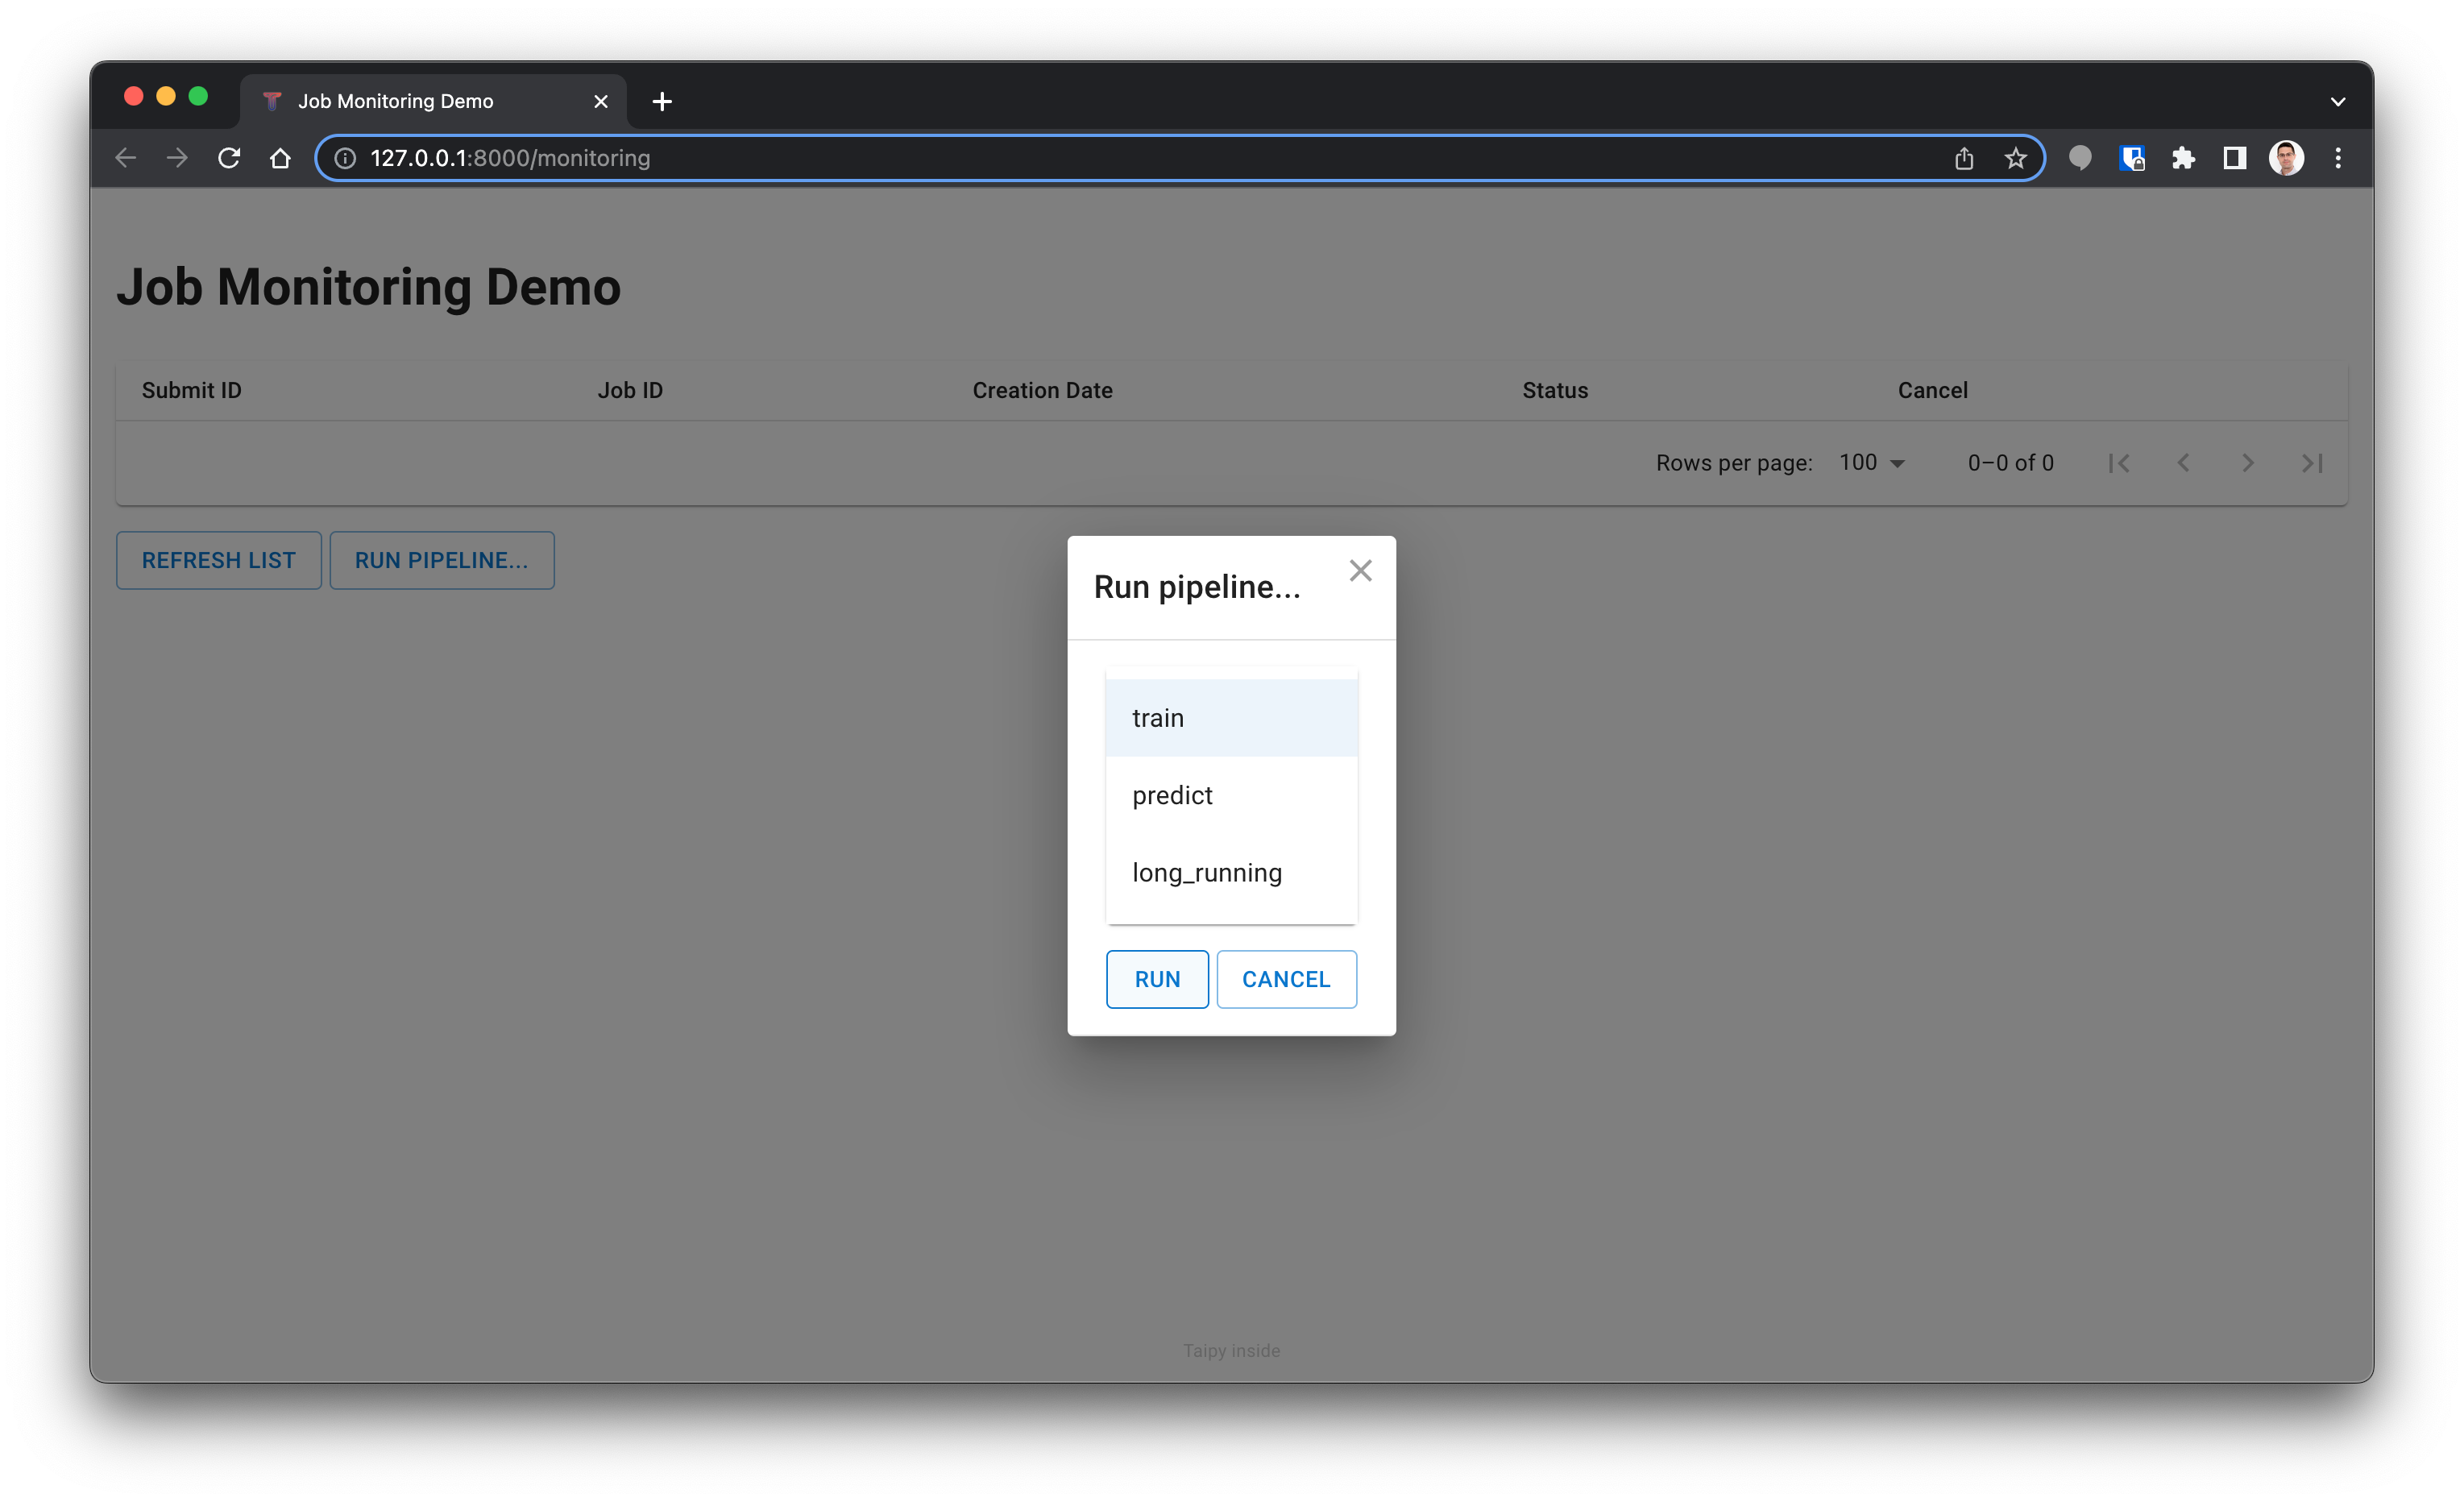 Job Monitoring Demo
127.0.0.1:8000/monitoring
Job Monitoring Demo
Submit ID Job ID Creation Date Status Cancel
Rows per page: 100 0–0 of 0
REFRESH LIST RUN PIPELINE...
Run pipeline...
train
predict
long_running
RUN CANCEL
Taipy inside